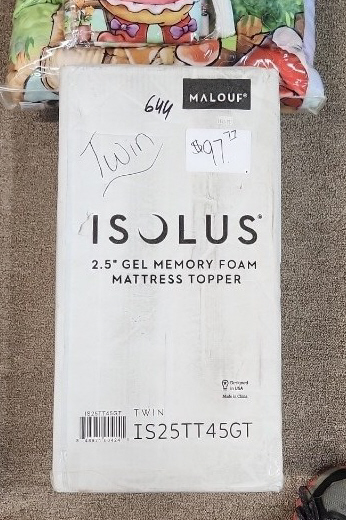 644
MALOUF®
Twin
$97.77
ISOLUS®
2.5" GEL MEMORY FOAM
MATTRESS TOPPER
Designed
in USA
Made in China
IS25TT45GT
TWIN
IS25TT45GT